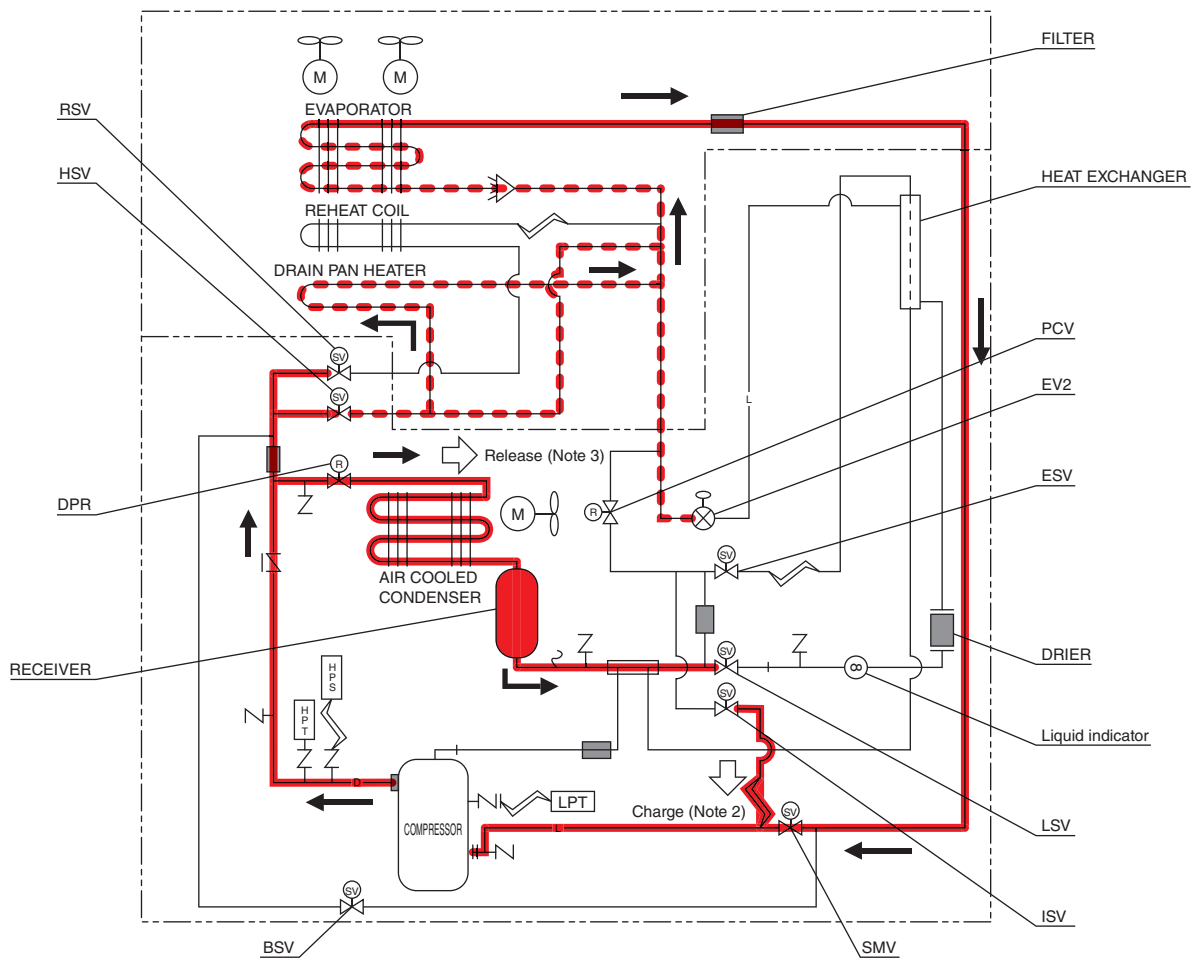 FILTER
M
M
RSV
EVAPORATOR
HSV
HEAT EXCHANGER
REHEAT COIL
DRAIN PAN HEATER
PCV
SV
EV2
SV
L
Release (Note 3)
R
ESV
DPR
M
R
SV
AIR COOLED
CONDENSER
RECEIVER
SV
DRIER
HPS
SV
HPT
Liquid indicator
D
LPT
Charge (Note 2)
SV
COMPRESSOR
L
LSV
SV
ISV
BSV
SMV